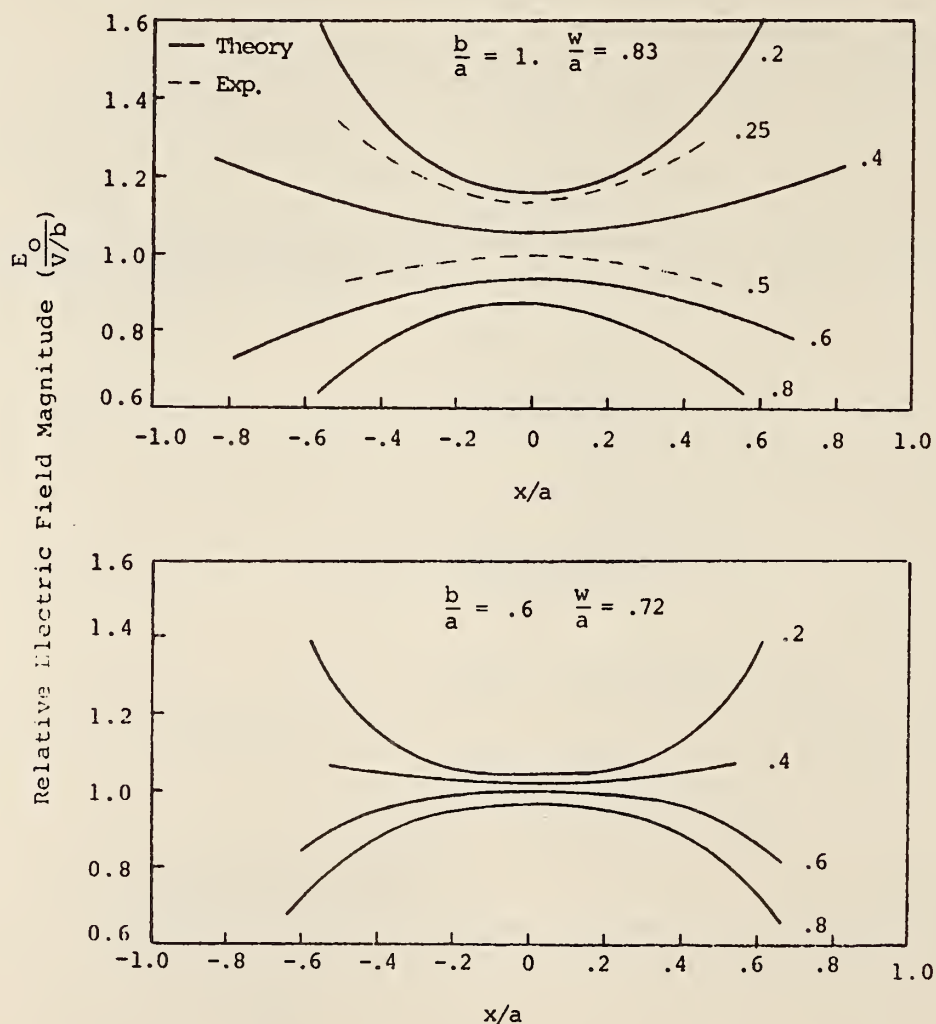 Relative Electric Field Magnitude (E_o / V/b)
1.6
1.4
1.2
1.0
0.8
0.6
— Theory
-- Exp.
b/a = 1. w/a = .83
.2
.25
.4
.5
.6
.8
-1.0 -.8 -.6 -.4 -.2 0 .2 .4 .6 .8 1.0
x/a
1.6
1.4
1.2
1.0
0.8
0.6
b/a = .6 w/a = .72
.2
.4
.6
.8
-1.0 -.8 -.6 -.4 -.2 0 .2 .4 .6 .8 1.0
x/a